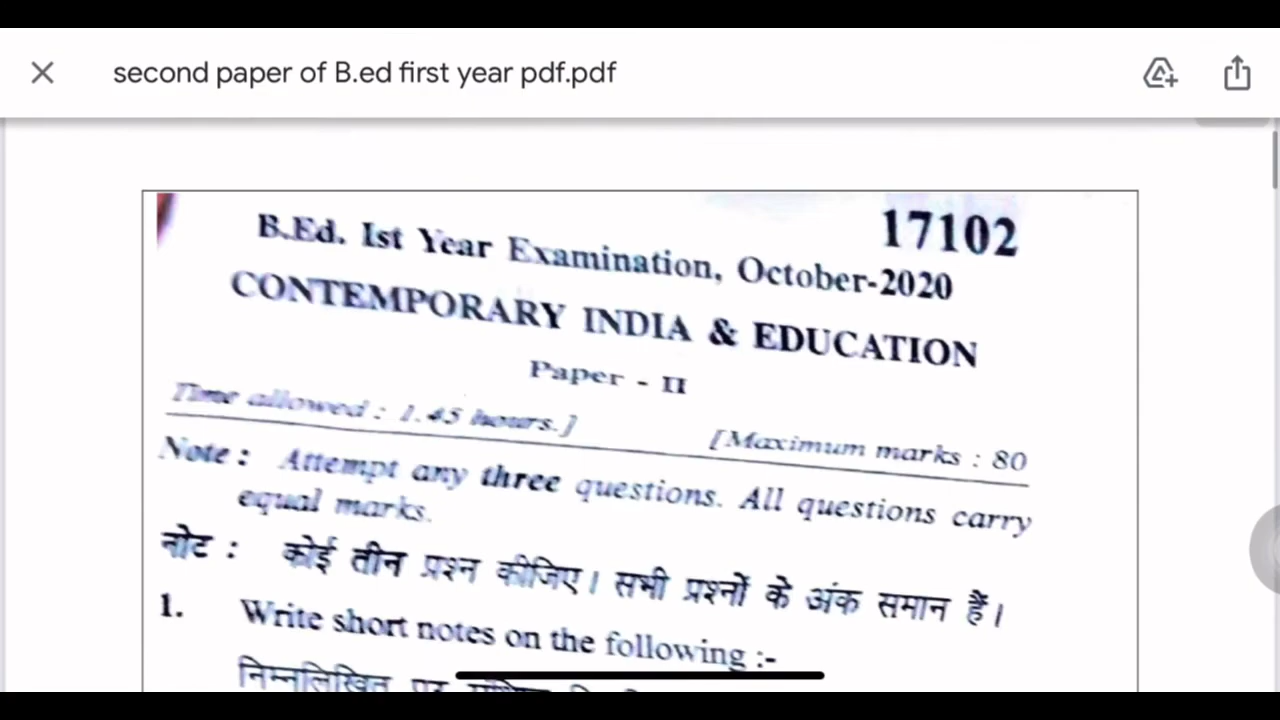 second paper of B.ed first year pdf.pdf
17102
B.Ed. Ist Year Examination, October-2020
CONTEMPORARY INDIA & EDUCATION
Paper - II
Time allowed : 1.45 hours.]
[Maximum marks : 80
Note : Attempt any three questions. All questions carry
equal marks.
नोट : कोई तीन प्रश्न कीजिए। सभी प्रश्नों के अंक समान हैं।
1. Write short notes on the following :-
निम्नलिखित पर